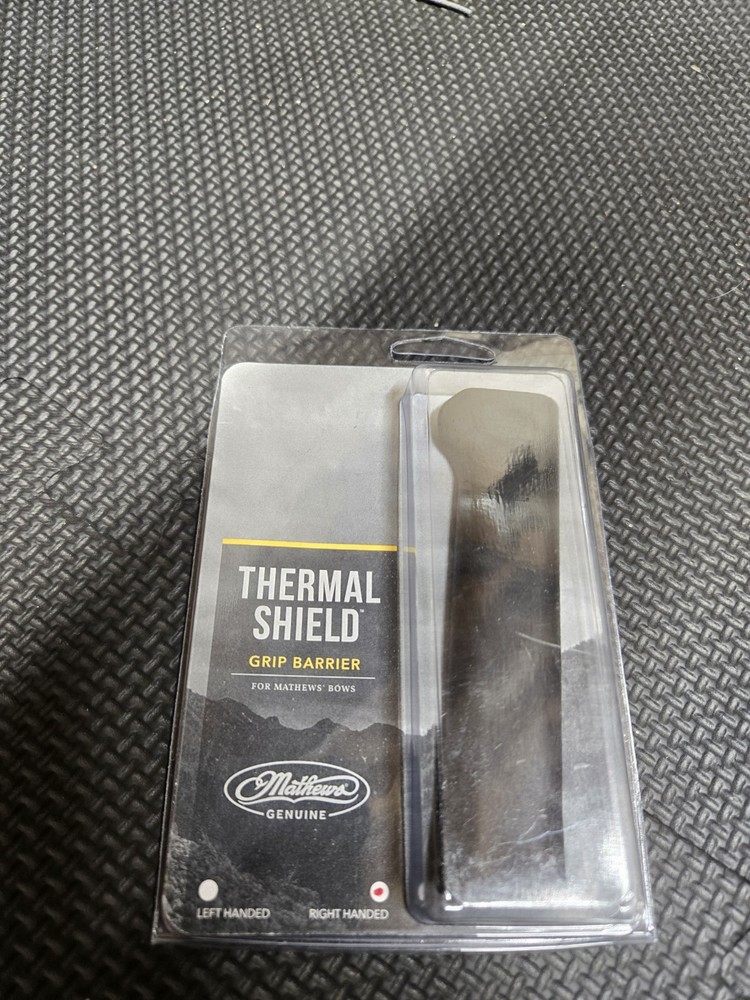 THERMAL
SHIELD™
GRIP BARRIER
FOR MATHEWS® BOWS
Mathews®
GENUINE
LEFT HANDED
RIGHT HANDED